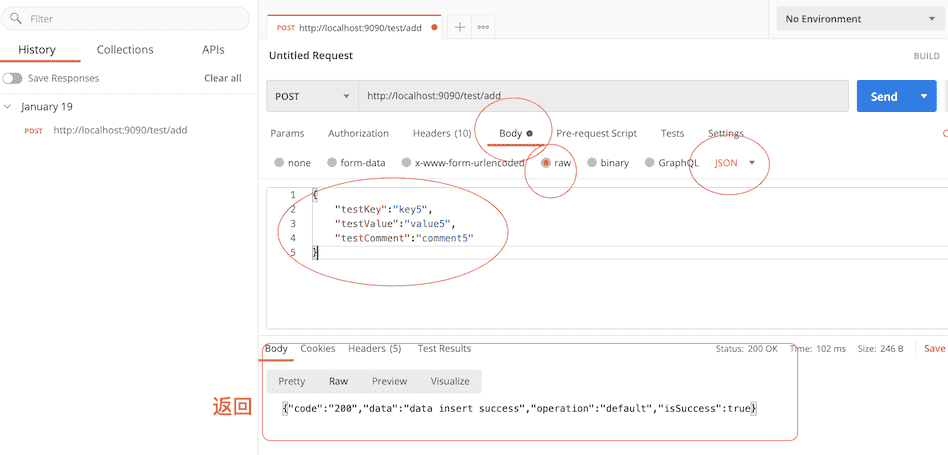 Filter
History Collections APIs
Save Responses Clear all
January 19
POST http://localhost:9090/test/add
POST http://localhost:9090/test/add
No Environment
Untitled Request BUILD
POST http://localhost:9090/test/add Send
Params Authorization Headers (10) Body Pre-request Script Tests Settings
none form-data x-www-form-urlencoded raw binary GraphQL JSON
1 {
2 "testKey":"key5",
3 "testValue":"value5",
4 "testComment":"comment5"
5 }
Body Cookies Headers (5) Test Results Status: 200 OK Time: 102 ms Size: 246 B Save
Pretty Raw Preview Visualize
返回
{"code":"200","data":"data insert success","operation":"default","isSuccess":true}